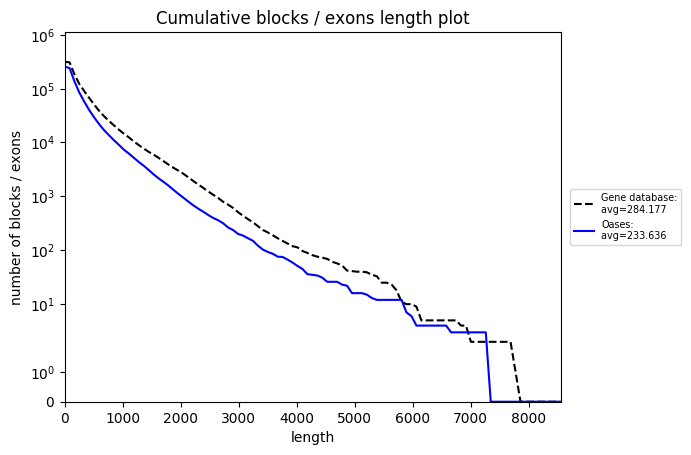 Cumulative blocks / exons length plot
number of blocks / exons
10^6
10^5
10^4
10^3
10^2
10^1
10^0
0
0 1000 2000 3000 4000 5000 6000 7000 8000
length
Gene database:
avg=284.177
Oases:
avg=233.636